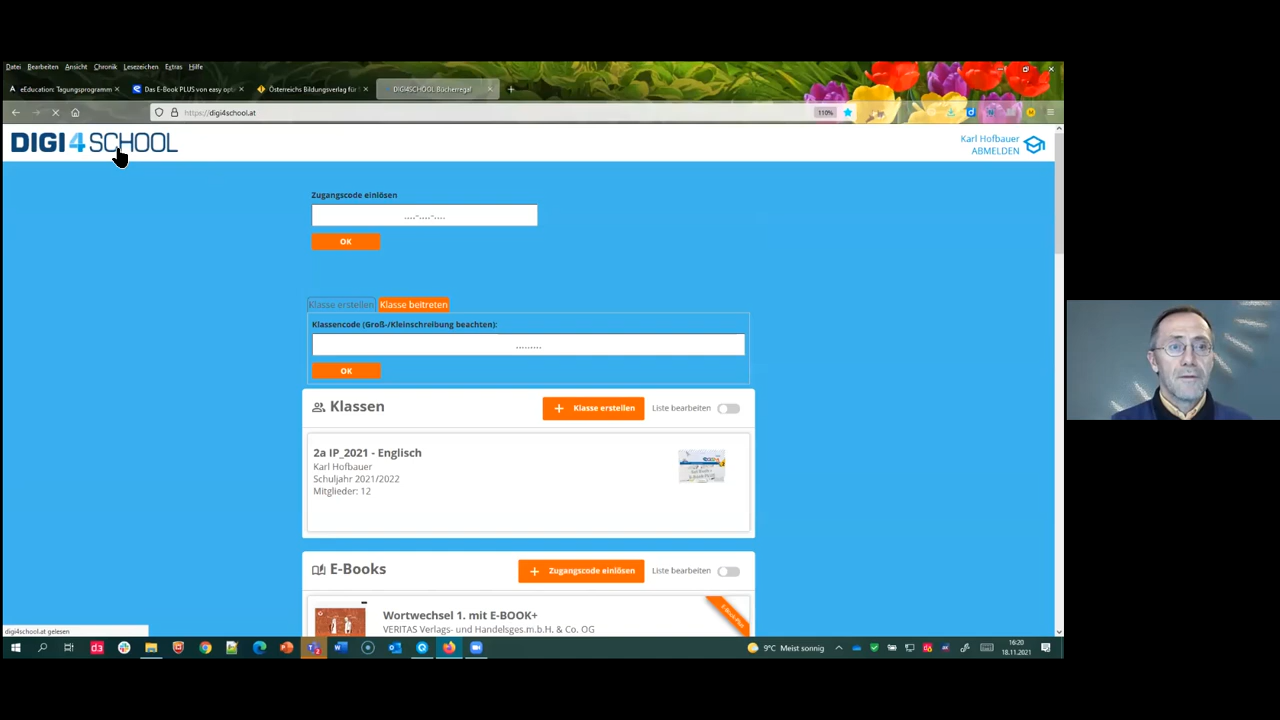 Datei Bearbeiten Ansicht Chronik Lesezeichen Extras Hilfe
eEducation: Tagungsprogramm
Das E-Book PLUS von easy
Österreichs Bildungsverlag für
DIGI4SCHOOL Bücherregal
https://digi4school.at
110%
DIGI4SCHOOL
Karl Hofbauer
ABMELDEN
Zugangscode einlösen
....-....-....
OK
Klasse erstellen Klasse beitreten
Klassencode (Groß-/Kleinschreibung beachten):
.........
OK
Klassen
+ Klasse erstellen
Liste bearbeiten
2a IP_2021 - Englisch
Karl Hofbauer
Schuljahr 2021/2022
Mitglieder: 12
E-Books
+ Zugangscode einlösen
Liste bearbeiten
Wortwechsel 1. mit E-BOOK+
VERITAS Verlags- und Handelsges.m.b.H. & Co. OG
E-Book Plus
digi4school.at gelesen
9°C Meist sonnig
16:20
18.11.2021